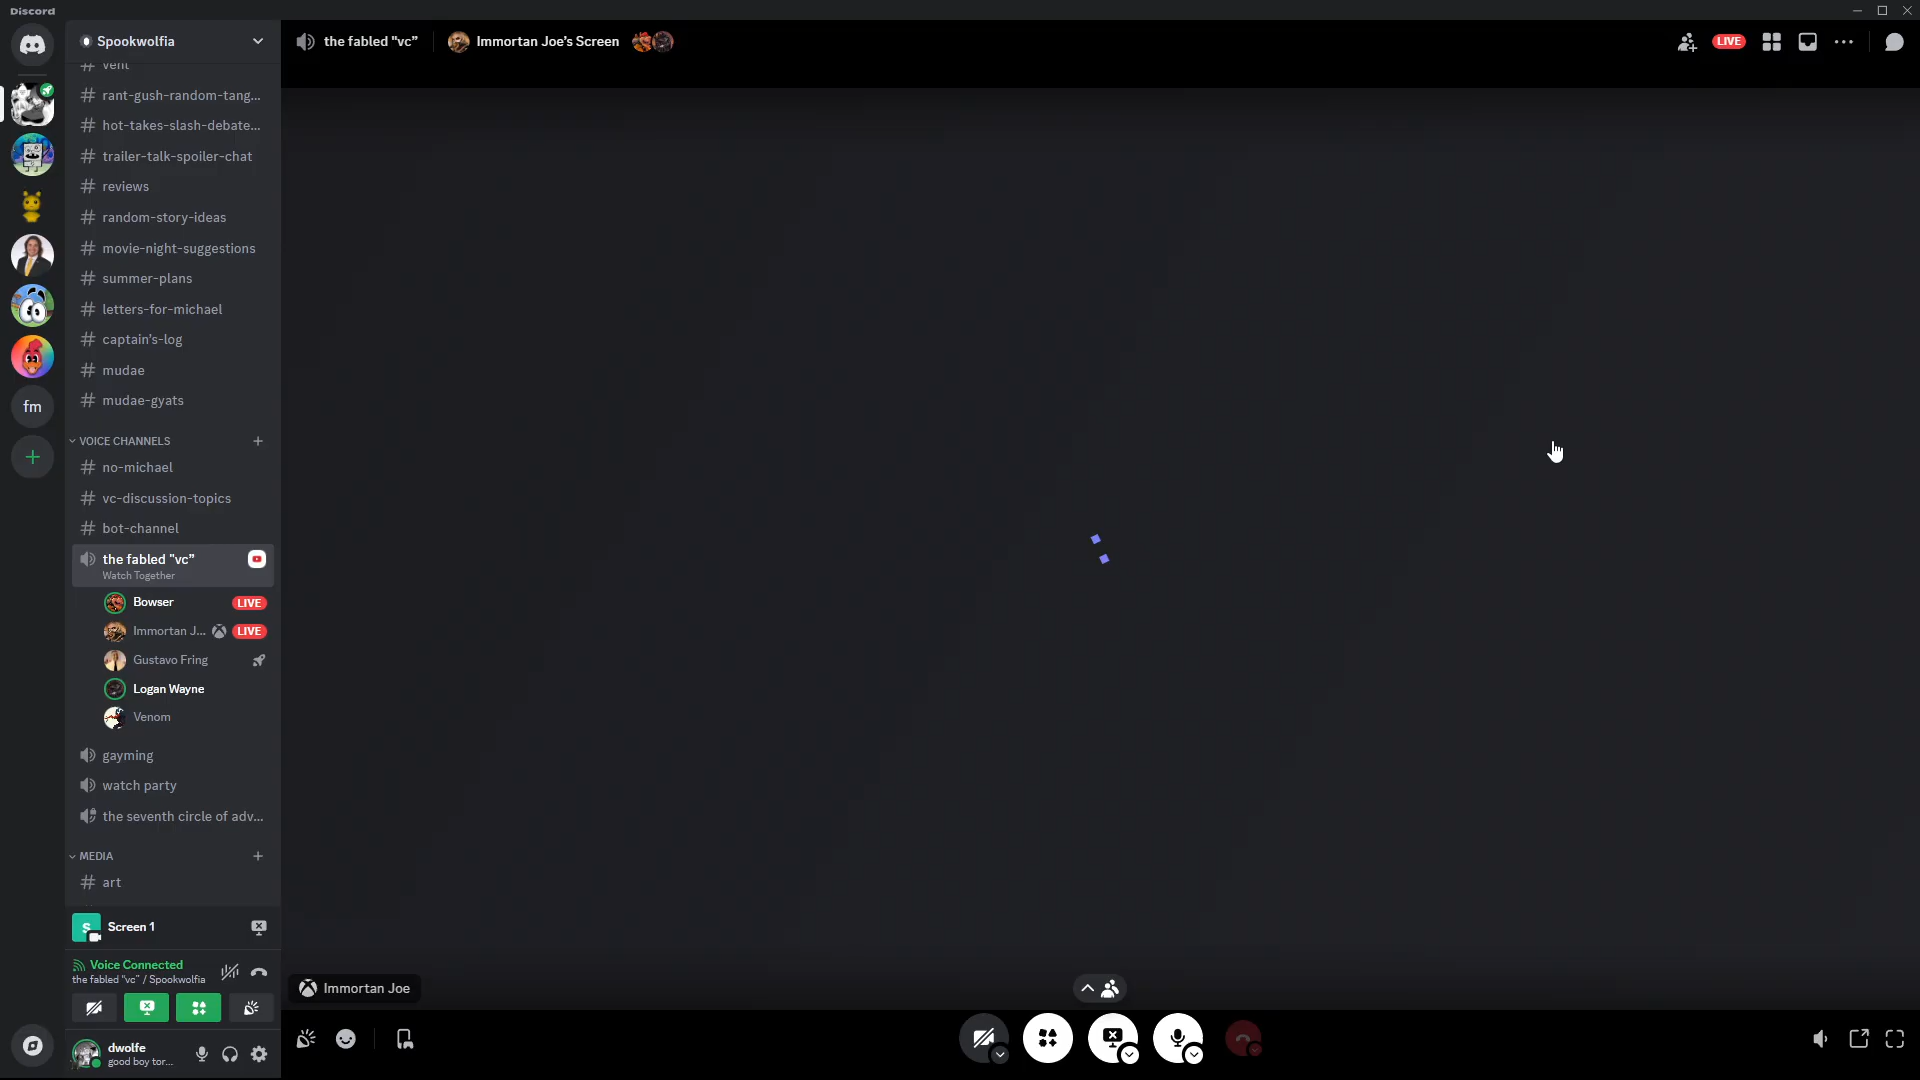 Discord
Spookwolfia
the fabled "vc"
Immortan Joe's Screen
LIVE
vent
rant-gush-random-tang...
hot-takes-slash-debate...
trailer-talk-spoiler-chat
reviews
random-story-ideas
movie-night-suggestions
summer-plans
letters-for-michael
captain's-log
mudae
mudae-gyats
fm
VOICE CHANNELS
no-michael
vc-discussion-topics
bot-channel
the fabled "vc"
Watch Together
Bowser
LIVE
Immortan J...
LIVE
Gustavo Fring
Logan Wayne
Venom
gayming
watch party
the seventh circle of adv...
MEDIA
art
S
Screen 1
Voice Connected
the fabled "vc" / Spookwolfia
dwolfe
good boy tor...
Immortan Joe